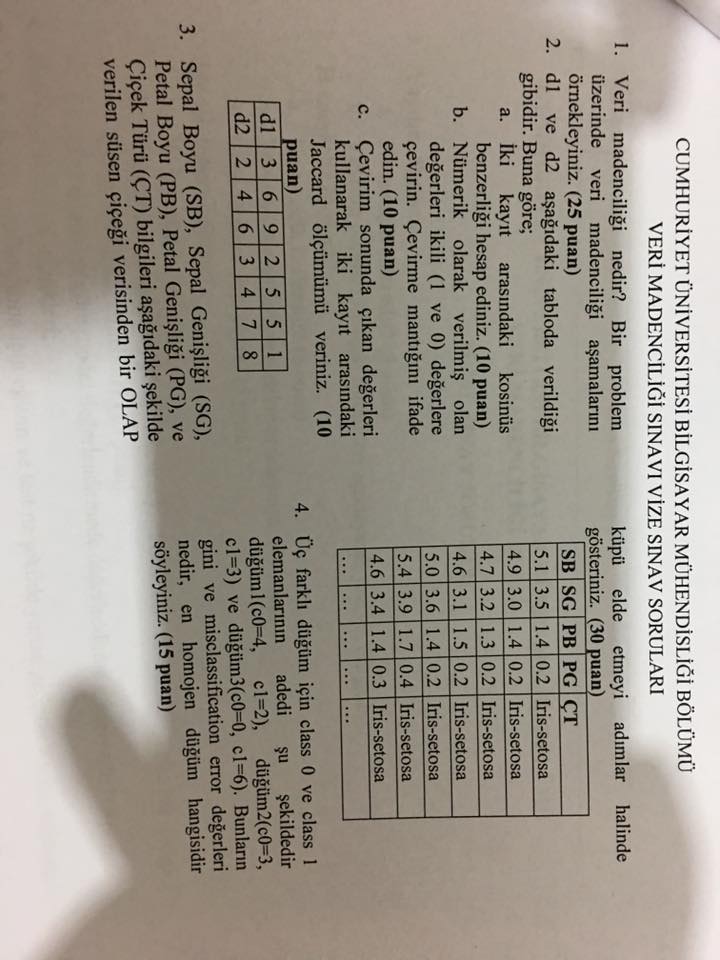 CUMHURİYET ÜNİVERSİTESİ BİLGİSAYAR MÜHENDİSLİĞİ BÖLÜMÜ
VERİ MADENCİLİĞİ SINAVI VİZE SINAV SORULARI
1. Veri madenciliği nedir? Bir problem
üzerinde veri madenciliği aşamalarını
örnekleyiniz. (25 puan)
2. d1 ve d2 aşağıdaki tabloda verildiği
gibidir. Buna göre;
a. İki kayıt arasındaki kosinüs
benzerliği hesap ediniz. (10 puan)
b. Nümerik olarak verilmiş olan
değerleri ikili (1 ve 0) değerlere
çevirin. Çevirme mantığını ifade
edin. (10 puan)
c. Çevirim sonunda çıkan değerleri
kullanarak iki kayıt arasındaki
Jaccard ölçümümü veriniz. (10
puan)
d1 3 6 9 2 5 5 1
d2 2 4 6 3 4 7 8
3. Sepal Boyu (SB), Sepal Genişliği (SG),
Petal Boyu (PB), Petal Genişliği (PG), ve
Çiçek Türü (ÇT) bilgileri aşağıdaki şekilde
verilen süsen çiçeği verisinden bir OLAP
küpü elde etmeyi adımlar halinde
gösteriniz. (30 puan)
SB SG PB PG ÇT
5.1 3.5 1.4 0.2 Iris-setosa
4.9 3.0 1.4 0.2 Iris-setosa
4.7 3.2 1.3 0.2 Iris-setosa
4.6 3.1 1.5 0.2 Iris-setosa
5.0 3.6 1.4 0.2 Iris-setosa
5.4 3.9 1.7 0.4 Iris-setosa
4.6 3.4 1.4 0.3 Iris-setosa
... ... ... ... ...
4. Üç farklı düğüm için class 0 ve class 1
elemanlarının adedi şu şekildedir
düğüm1(c0=4, c1=2), düğüm2(c0=3,
c1=3) ve düğüm3(c0=0, c1=6). Bunların
gini ve misclassification error değerleri
nedir, en homojen düğüm hangisidir
söyleyiniz. (15 puan)